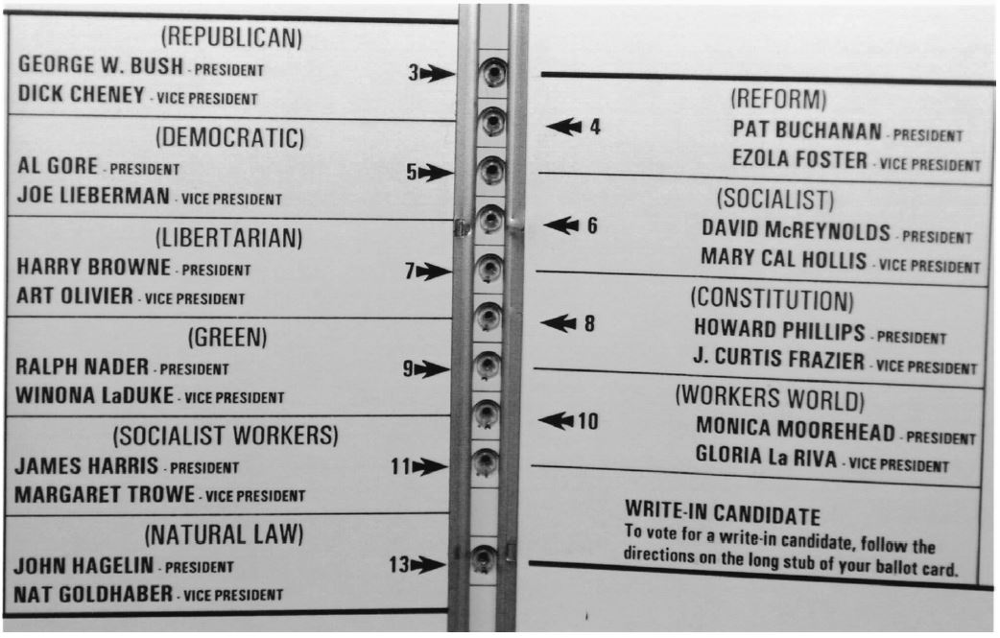 (REPUBLICAN)
GEORGE W. BUSH - PRESIDENT
DICK CHENEY - VICE PRESIDENT
3
(DEMOCRATIC)
AL GORE - PRESIDENT
JOE LIEBERMAN - VICE PRESIDENT
5
(LIBERTARIAN)
HARRY BROWNE - PRESIDENT
ART OLIVIER - VICE PRESIDENT
7
(GREEN)
RALPH NADER - PRESIDENT
WINONA LaDUKE - VICE PRESIDENT
9
(SOCIALIST WORKERS)
JAMES HARRIS - PRESIDENT
MARGARET TROWE - VICE PRESIDENT
11
(NATURAL LAW)
JOHN HAGELIN - PRESIDENT
NAT GOLDHABER - VICE PRESIDENT
13
(REFORM)
PAT BUCHANAN - PRESIDENT
EZOLA FOSTER - VICE PRESIDENT
4
(SOCIALIST)
DAVID McREYNOLDS - PRESIDENT
MARY CAL HOLLIS - VICE PRESIDENT
6
(CONSTITUTION)
HOWARD PHILLIPS - PRESIDENT
J. CURTIS FRAZIER - VICE PRESIDENT
8
(WORKERS WORLD)
MONICA MOOREHEAD - PRESIDENT
GLORIA La RIVA - VICE PRESIDENT
10
WRITE-IN CANDIDATE
To vote for a write-in candidate, follow the
directions on the long stub of your ballot card.